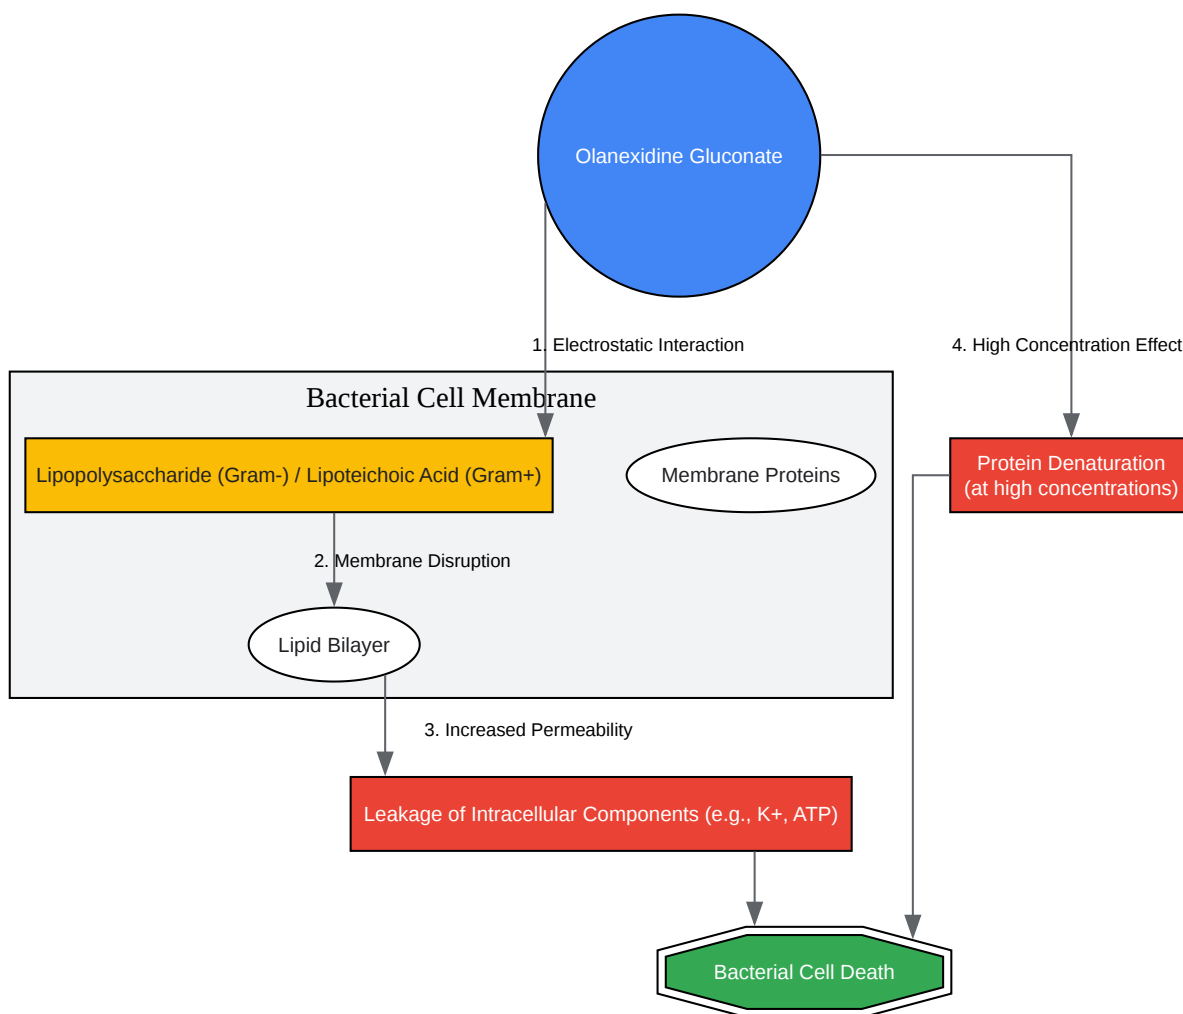 Olanexidine Gluconate
1. Electrostatic Interaction
4. High Concentration Effect
Bacterial Cell Membrane
Lipopolysaccharide (Gram-) / Lipoteichoic Acid (Gram+)
Membrane Proteins
Protein Denaturation
(at high concentrations)
2. Membrane Disruption
Lipid Bilayer
3. Increased Permeability
Leakage of Intracellular Components (e.g., K+, ATP)
Bacterial Cell Death